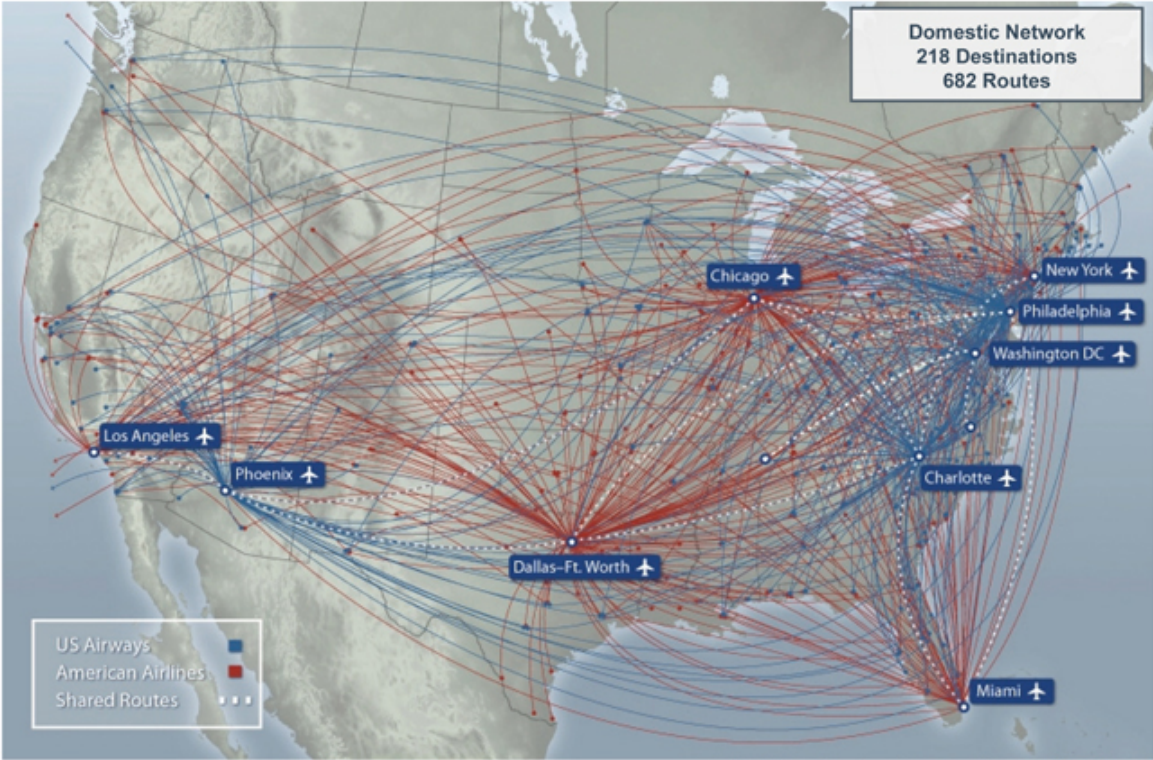 Domestic Network
218 Destinations
682 Routes
Chicago
New York
Philadelphia
Washington DC
Los Angeles
Phoenix
Charlotte
Dallas–Ft. Worth
US Airways
American Airlines
Shared Routes
Miami